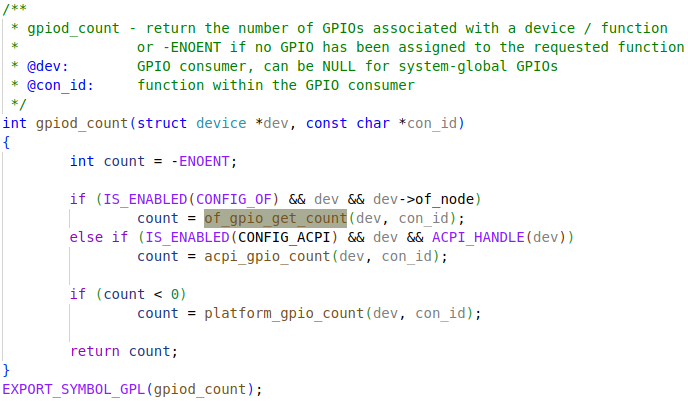 /**
 * gpiod_count - return the number of GPIOs associated with a device / function
 *              or -ENOENT if no GPIO has been assigned to the requested function
 * @dev:        GPIO consumer, can be NULL for system-global GPIOs
 * @con_id:     function within the GPIO consumer
 */
int gpiod_count(struct device *dev, const char *con_id)
{
        int count = -ENOENT;

        if (IS_ENABLED(CONFIG_OF) && dev && dev->of_node)
                count = of_gpio_get_count(dev, con_id);
        else if (IS_ENABLED(CONFIG_ACPI) && dev && ACPI_HANDLE(dev))
                count = acpi_gpio_count(dev, con_id);

        if (count < 0)
                count = platform_gpio_count(dev, con_id);

        return count;
}
EXPORT_SYMBOL_GPL(gpiod_count);